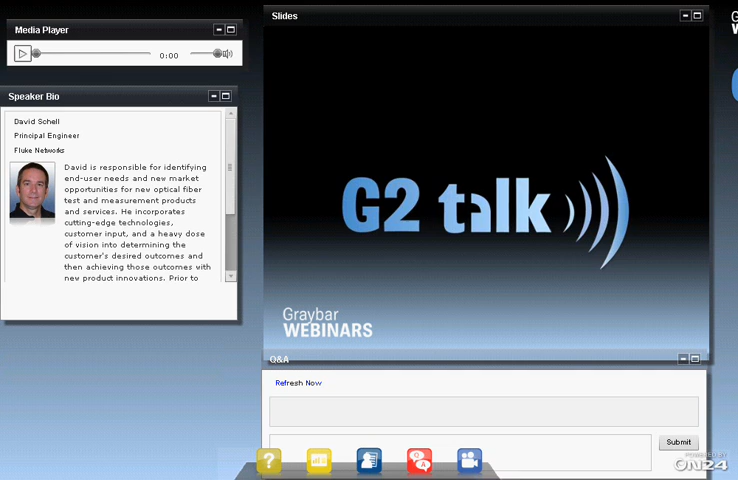 Media Player
0:00
Speaker Bio
David Schell
Principal Engineer
Fluke Networks
David is responsible for identifying
end-user needs and new market
opportunities for new optical fiber
test and measurement products
and services. He incorporates
cutting-edge technologies,
customer input, and a heavy dose
of vision into determining the
customer's desired outcomes and
then achieving those outcomes with
new product innovations. Prior to
Slides
G2 talk
Graybar
WEBINARS
Q&A
Refresh Now
Submit
?
Q
A
POWERED BY
ON24